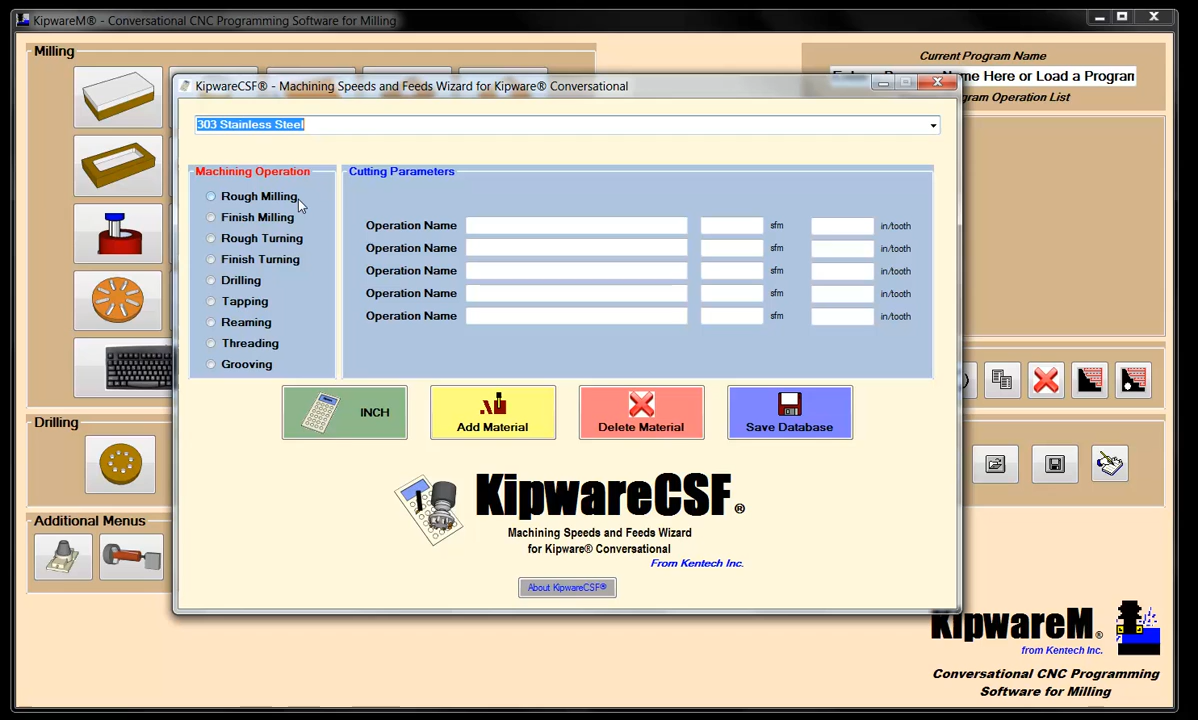 KipwareM® - Conversational CNC Programming Software for Milling
Milling
Current Program Name
Name Here or Load a Program
Operation List
KipwareCSF® - Machining Speeds and Feeds Wizard for Kipware® Conversational
303 Stainless Steel
Machining Operation
Rough Milling
Finish Milling
Rough Turning
Finish Turning
Drilling
Tapping
Reaming
Threading
Grooving
Cutting Parameters
Operation Name sfm in/tooth
Operation Name sfm in/tooth
Operation Name sfm in/tooth
Operation Name sfm in/tooth
Operation Name sfm in/tooth
INCH
Add Material
Delete Material
Save Database
KipwareCSF®
Machining Speeds and Feeds Wizard
for Kipware® Conversational
From Kentech Inc.
About KipwareCSF®
Drilling
Additional Menus
KipwareM®
from Kentech Inc.
Conversational CNC Programming
Software for Milling